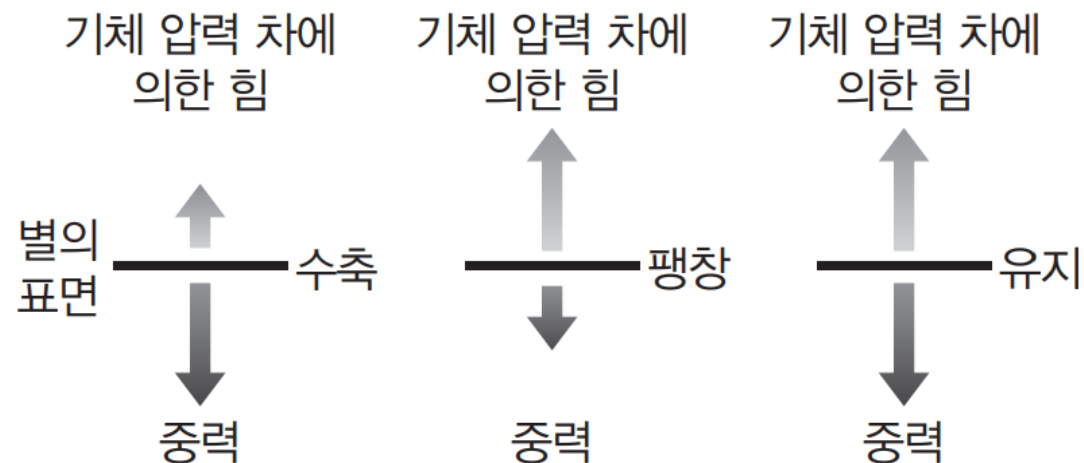 기체 압력 차에
의한 힘
기체 압력 차에
의한 힘
기체 압력 차에
의한 힘
별의
표면
수축
팽창
유지
중력
중력
중력